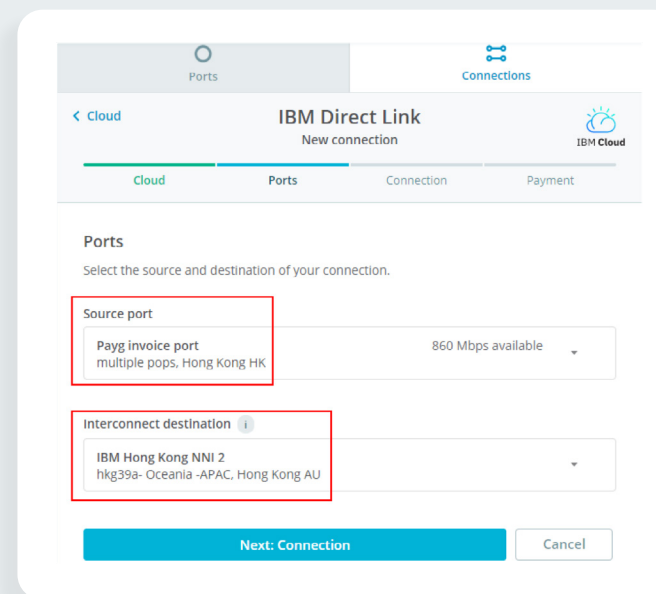 Ports
Connections
Cloud
IBM Direct Link
New connection
IBM Cloud
Cloud
Ports
Connection
Payment
Ports
Select the source and destination of your connection.
Source port
Payg invoice port
860 Mbps available
multiple pops, Hong Kong HK
Interconnect destination i
IBM Hong Kong NNI 2
hkg39a- Oceania -APAC, Hong Kong AU
Next: Connection
Cancel